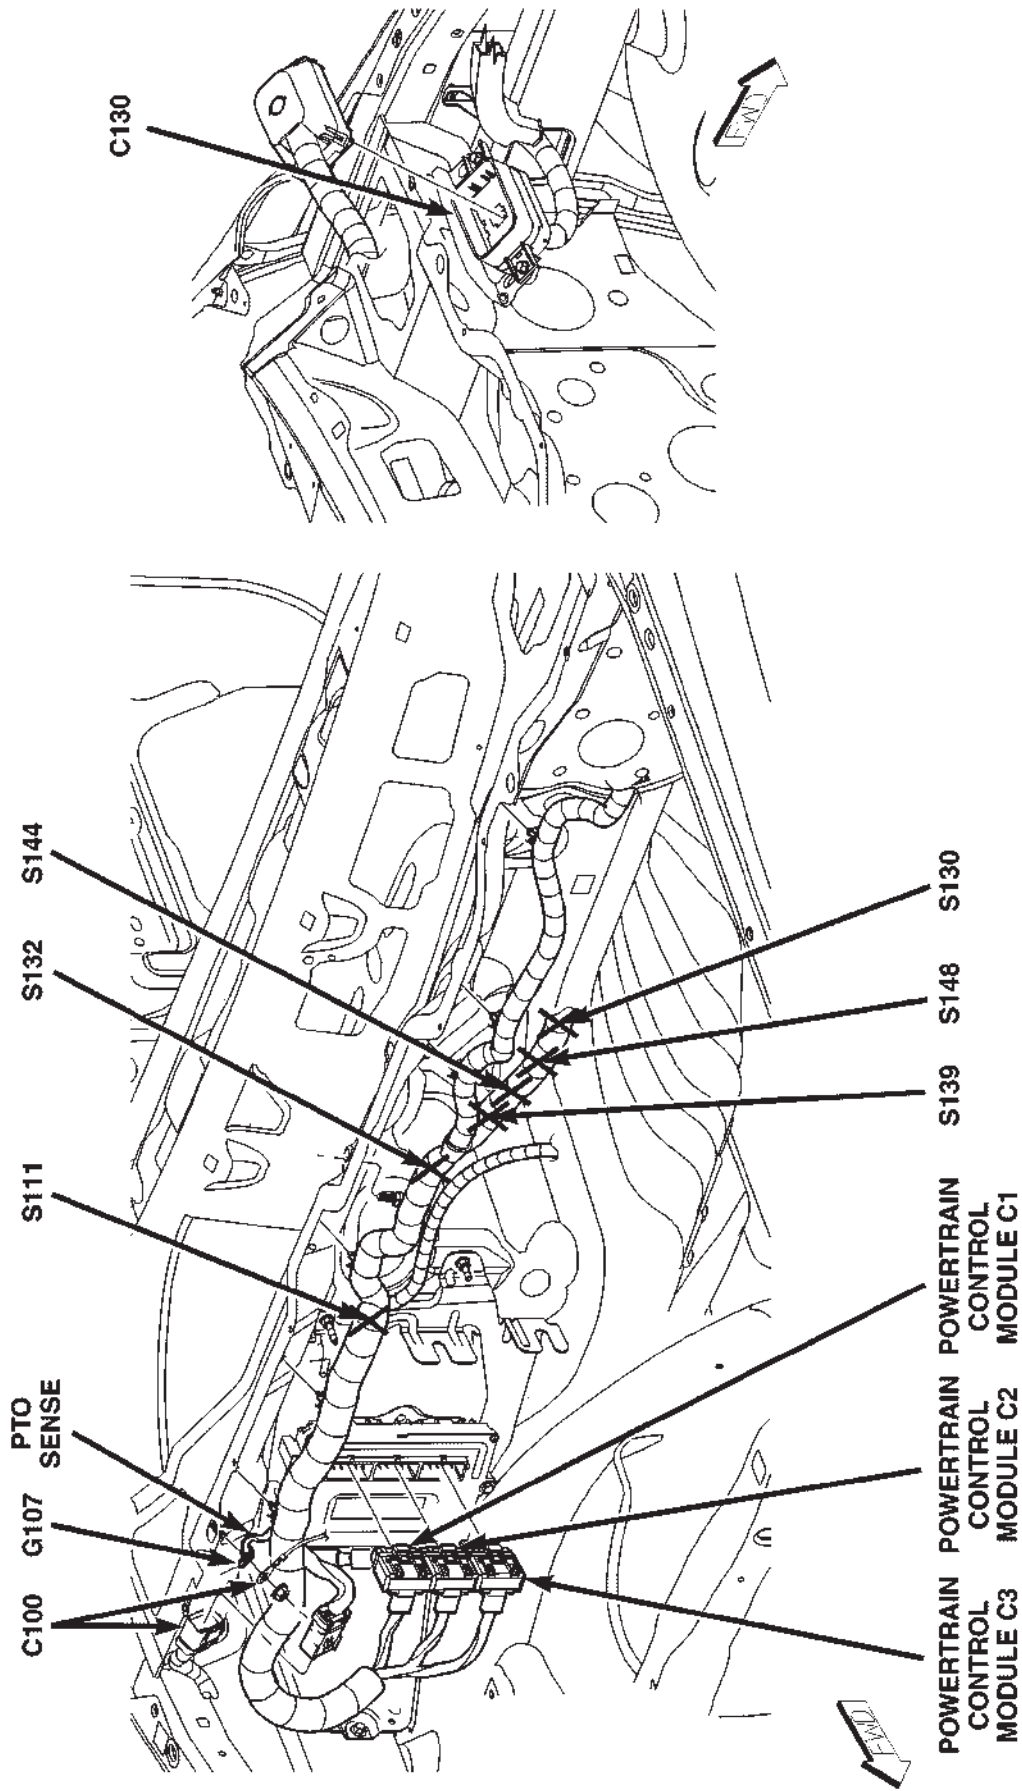 C100
G107
PTO
SENSE
S111
S132
S144
C130
POWERTRAIN
CONTROL
MODULE C3
POWERTRAIN
CONTROL
MODULE C2
POWERTRAIN
CONTROL
MODULE C1
S139
S148
S130
FWD
FWD